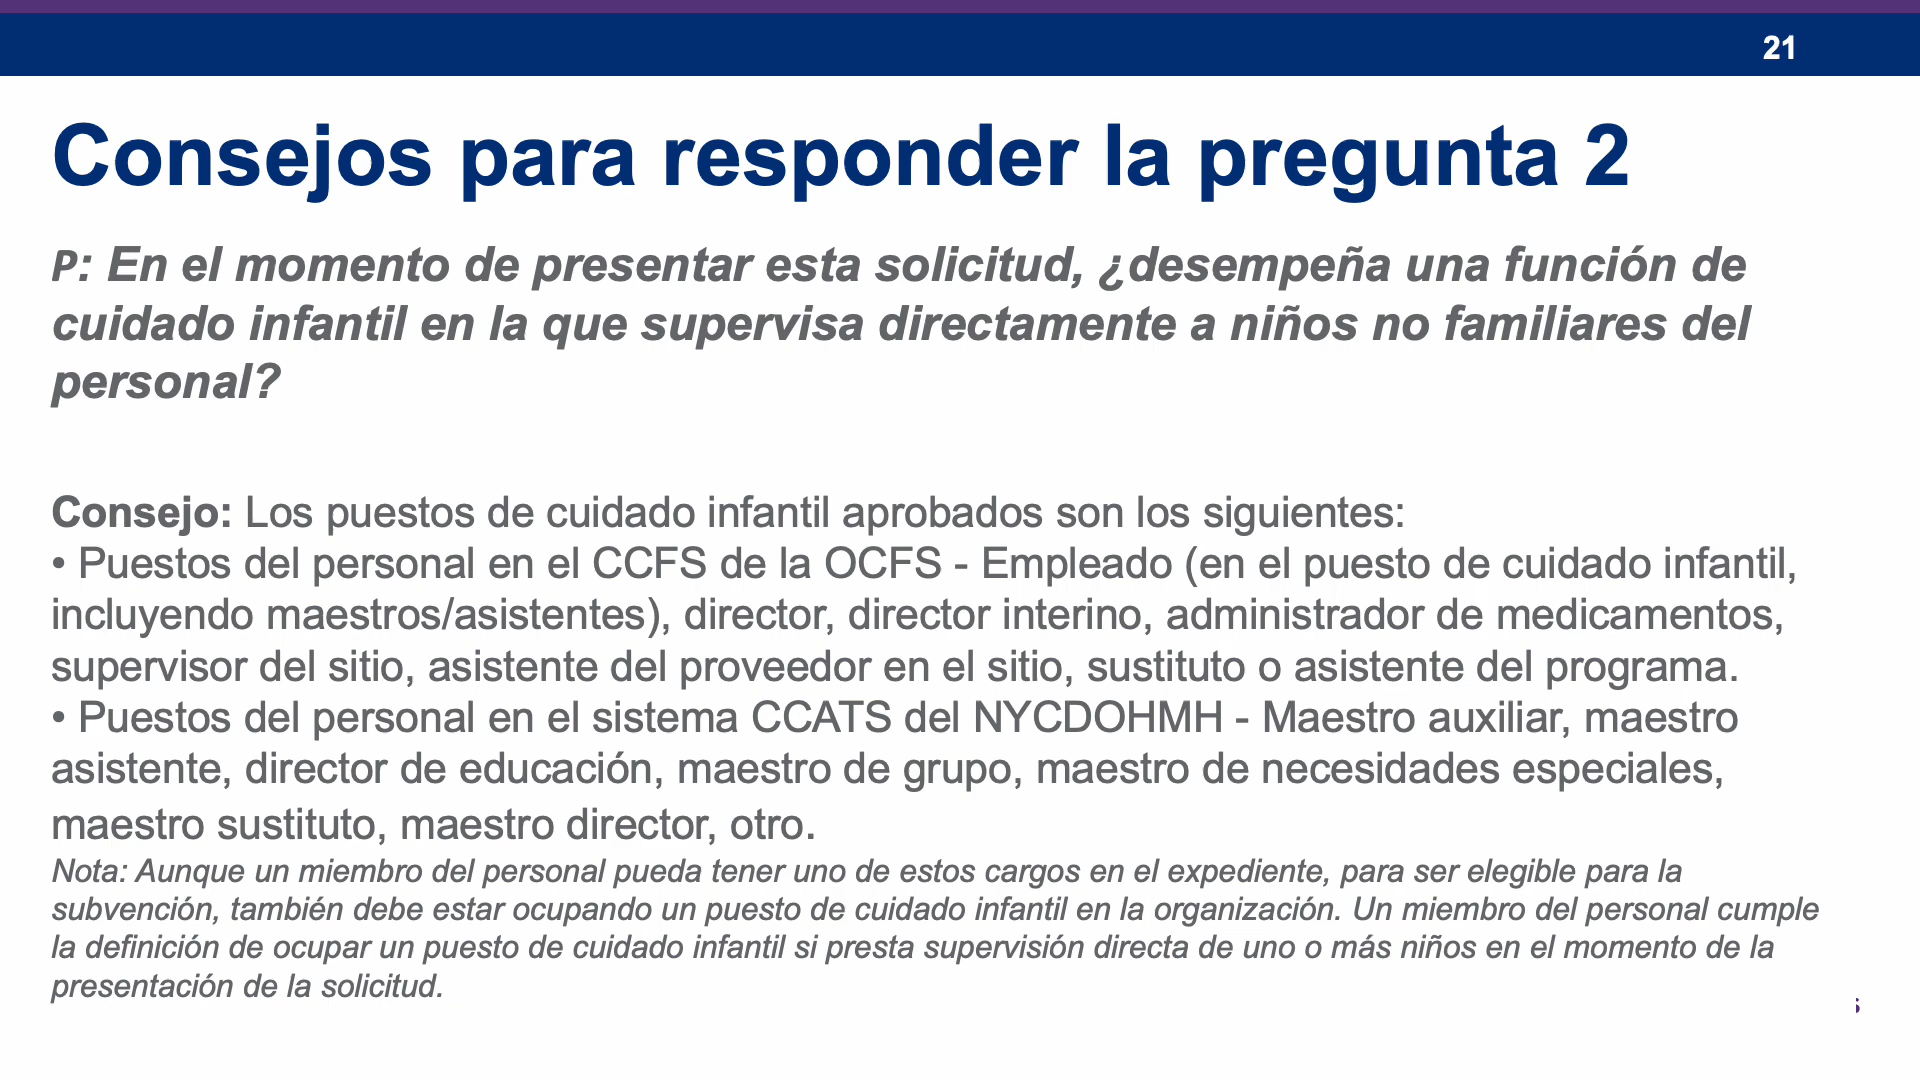 21
Consejos para responder la pregunta 2
P: En el momento de presentar esta solicitud, ¿desempeña una función de
cuidado infantil en la que supervisa directamente a niños no familiares del
personal?
Consejo: Los puestos de cuidado infantil aprobados son los siguientes:
• Puestos del personal en el CCFS de la OCFS - Empleado (en el puesto de cuidado infantil,
incluyendo maestros/asistentes), director, director interino, administrador de medicamentos,
supervisor del sitio, asistente del proveedor en el sitio, sustituto o asistente del programa.
• Puestos del personal en el sistema CCATS del NYCDOHMH - Maestro auxiliar, maestro
asistente, director de educación, maestro de grupo, maestro de necesidades especiales,
maestro sustituto, maestro director, otro.
Nota: Aunque un miembro del personal pueda tener uno de estos cargos en el expediente, para ser elegible para la
subvención, también debe estar ocupando un puesto de cuidado infantil en la organización. Un miembro del personal cumple
la definición de ocupar un puesto de cuidado infantil si presta supervisión directa de uno o más niños en el momento de la
presentación de la solicitud.